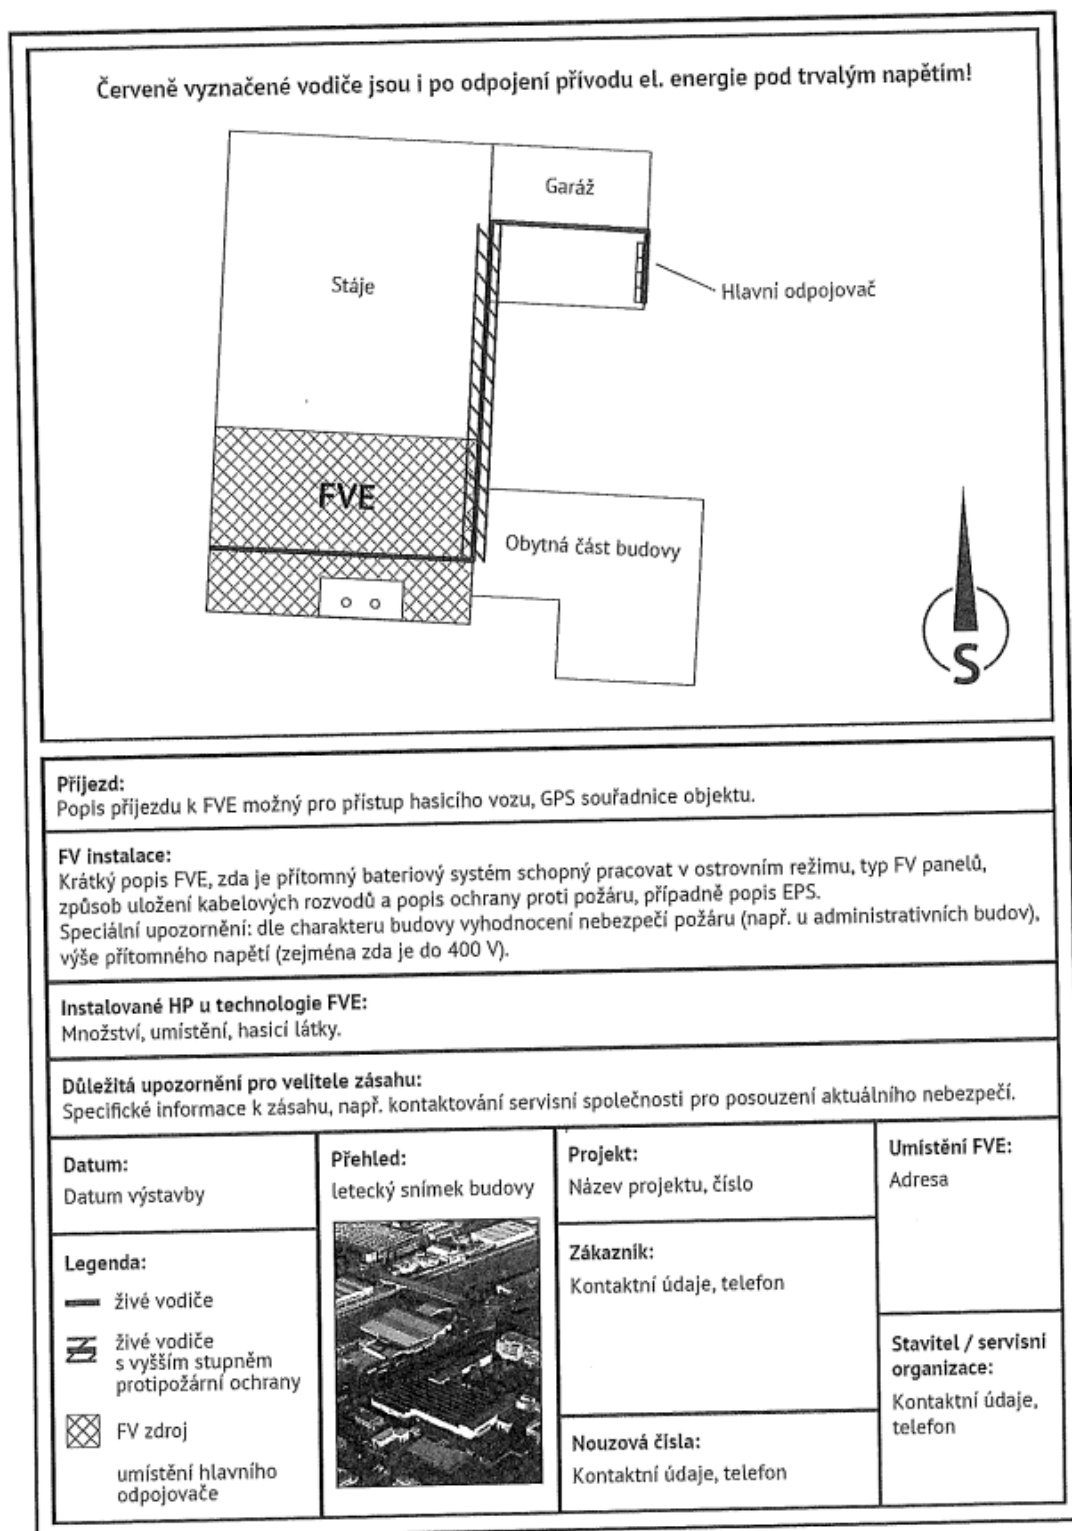 Červeně vyznačené vodiče jsou i po odpojení přívodu el. energie pod trvalým napětím!
Garáž
Stáje
Hlavní odpojovač
FVE
Obytná část budovy
S
Příjezd:
Popis příjezdu k FVE možný pro přístup hasicího vozu, GPS souřadnice objektu.
FV instalace:
Krátký popis FVE, zda je přítomný bateriový systém schopný pracovat v ostrovním režimu, typ FV panelů,
způsob uložení kabelových rozvodů a popis ochrany proti požáru, případně popis EPS.
Speciální upozornění: dle charakteru budovy vyhodnocení nebezpečí požáru (např. u administrativních budov),
výše přítomného napětí (zejména zda je do 400 V).
Instalované HP u technologie FVE:
Množství, umístění, hasicí látky.
Důležitá upozornění pro velitele zásahu:
Specifické informace k zásahu, např. kontaktování servisní společnosti pro posouzení aktuálního nebezpečí.
Datum:
Datum výstavby
Legenda:
živé vodiče
živé vodiče
s vyšším stupněm
protipožární ochrany
FV zdroj
umístění hlavního
odpojovače
Přehled:
letecký snímek budovy
Projekt:
Název projektu, číslo
Zákazník:
Kontaktní údaje, telefon
Nouzová čísla:
Kontaktní údaje, telefon
Umístění FVE:
Adresa
Stavitel / servisní
organizace:
Kontaktní údaje,
telefon